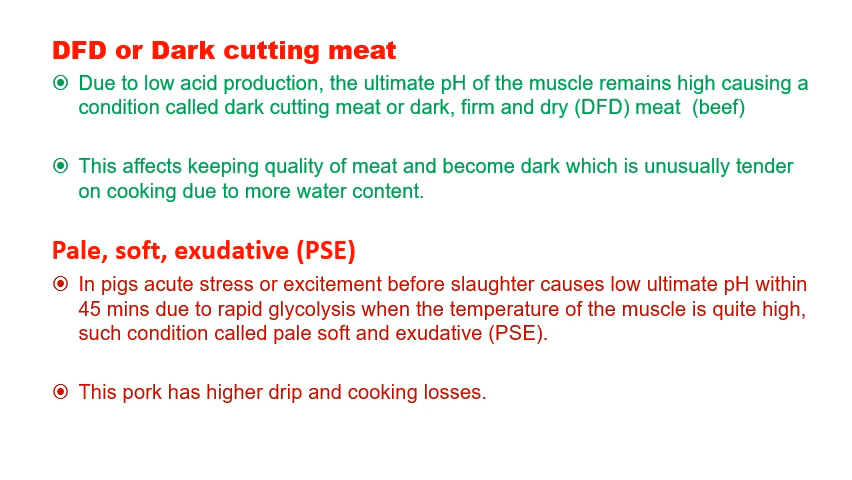 DFD or Dark cutting meat
Due to low acid production, the ultimate pH of the muscle remains high causing a
condition called dark cutting meat or dark, firm and dry (DFD) meat  (beef)
This affects keeping quality of meat and become dark which is unusually tender
on cooking due to more water content.
Pale, soft, exudative (PSE)
In pigs acute stress or excitement before slaughter causes low ultimate pH within
45 mins due to rapid glycolysis when the temperature of the muscle is quite high,
such condition called pale soft and exudative (PSE).
This pork has higher drip and cooking losses.